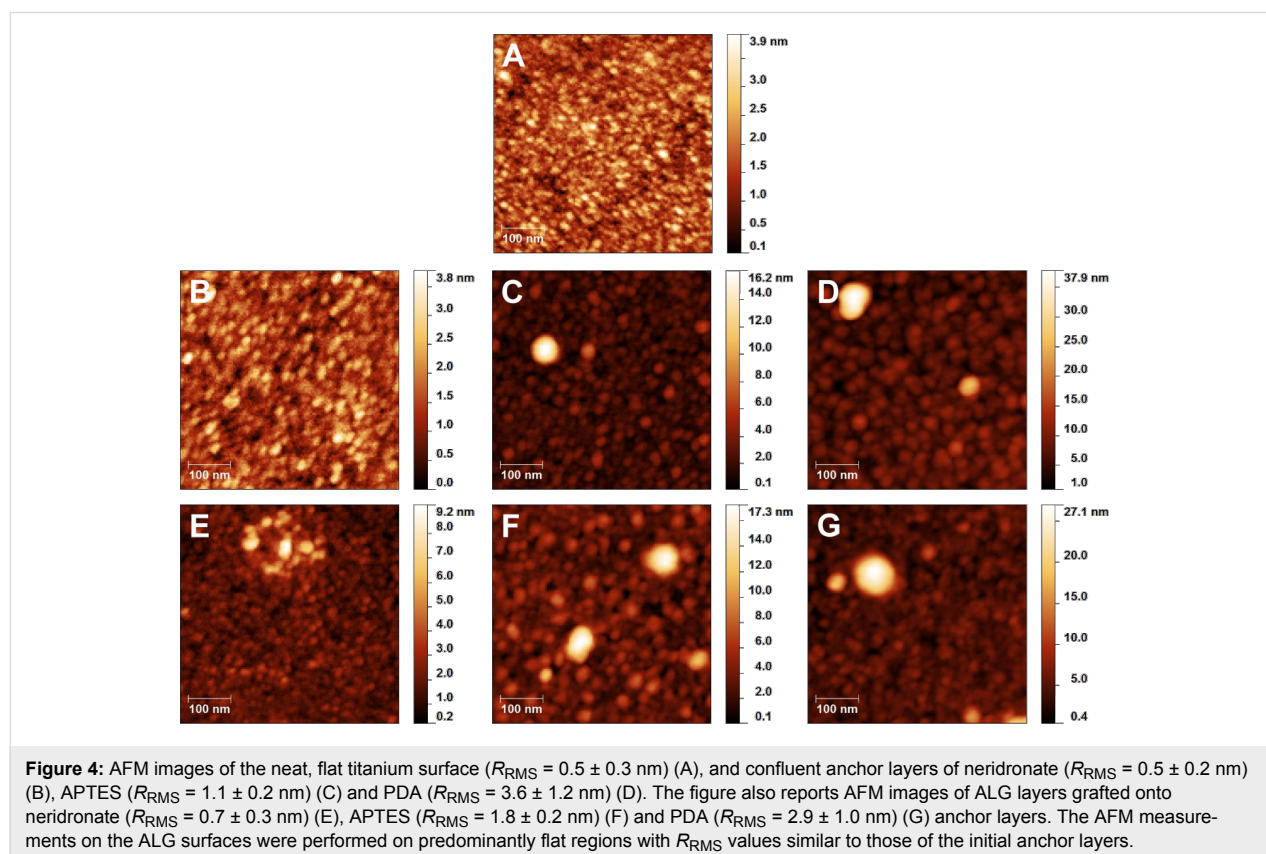 A
3.9 nm
3.0
2.5
2.0
1.5
1.0
0.5
0.1
100 nm
B
3.8 nm
3.0
2.5
2.0
1.5
1.0
0.5
0.0
100 nm
C
16.2 nm
14.0
12.0
10.0
8.0
6.0
4.0
2.0
0.1
100 nm
D
37.9 nm
30.0
25.0
20.0
15.0
10.0
5.0
1.0
100 nm
E
9.2 nm
8.0
7.0
6.0
5.0
4.0
3.0
2.0
1.0
0.2
100 nm
F
17.3 nm
14.0
12.0
10.0
8.0
6.0
4.0
2.0
0.1
100 nm
G
27.1 nm
20.0
15.0
10.0
5.0
0.4
100 nm
Figure 4: AFM images of the neat, flat titanium surface (RRMS = 0.5 ± 0.3 nm) (A), and confluent anchor layers of neridronate (RRMS = 0.5 ± 0.2 nm)
(B), APTES (RRMS = 1.1 ± 0.2 nm) (C) and PDA (RRMS = 3.6 ± 1.2 nm) (D). The figure also reports AFM images of ALG layers grafted onto
neridronate (RRMS = 0.7 ± 0.3 nm) (E), APTES (RRMS = 1.8 ± 0.2 nm) (F) and PDA (RRMS = 2.9 ± 1.0 nm) (G) anchor layers. The AFM measure-
ments on the ALG surfaces were performed on predominantly flat regions with RRMS values similar to those of the initial anchor layers.